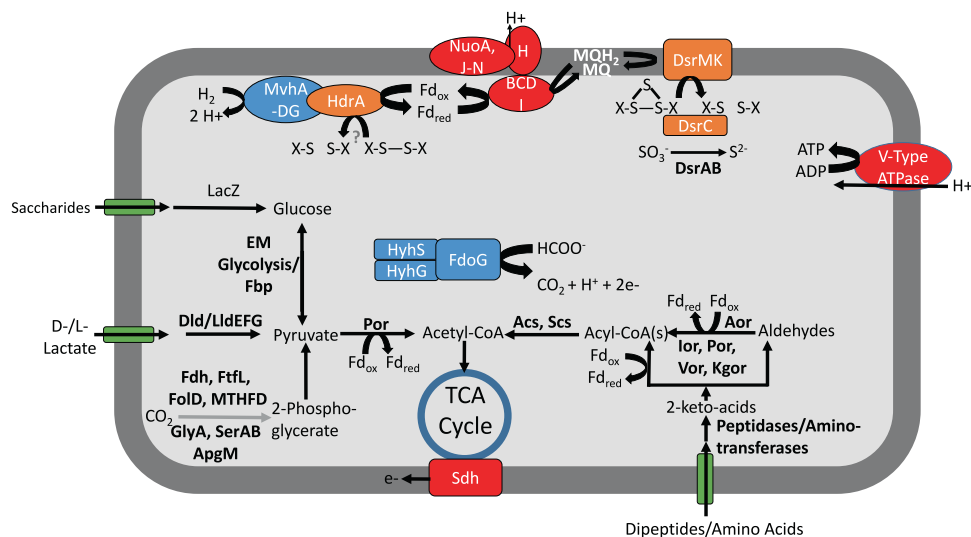 H+
NuoA,
J-N
H
BCD
I
MQH₂
MQ
DsrMK
S
X-S—S-X X-S S-X
DsrC
SO₃⁻ S²⁻
DsrAB
H₂
2 H+
MvhA
-DG
HdrA
Fdox
Fdred
?
X-S S-X X-S—S-X
ATP
ADP
V-Type
ATPase
H+
Saccharides
LacZ
Glucose
EM
Glycolysis/
Fbp
HyhS
HyhG
FdoG
HCOO⁻
CO₂ + H⁺ + 2e-
D-/L-
Lactate
Dld/LldEFG
Pyruvate
Por
Fdox Fdred
Acetyl-CoA
Acs, Scs
Acyl-CoA(s)
Fdred Fdox
Aor
Aldehydes
Ior, Por,
Vor, Kgor
Fdox
Fdred
Fdh, FtfL,
FolD, MTHFD
CO₂
GlyA, SerAB
ApgM
2-Phospho-
glycerate
TCA
Cycle
2-keto-acids
Peptidases/Amino-
transferases
e-
Sdh
Dipeptides/Amino Acids